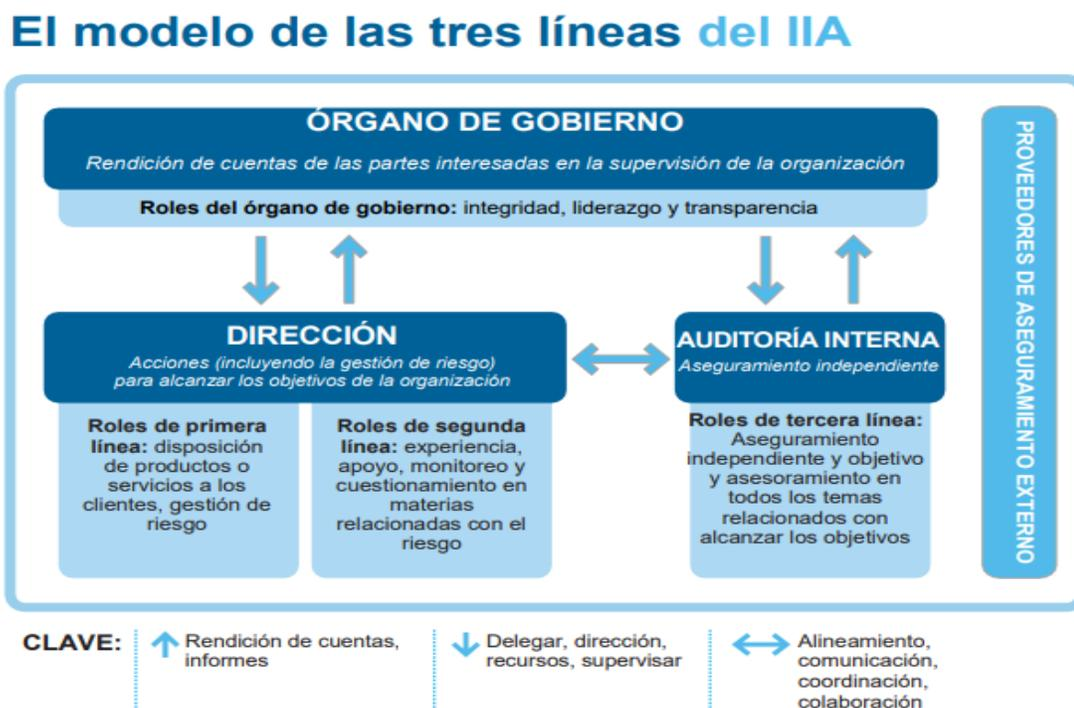 El modelo de las tres líneas del IIA
ÓRGANO DE GOBIERNO
Rendición de cuentas de las partes interesadas en la supervisión de la organización
Roles del órgano de gobierno: integridad, liderazgo y transparencia
DIRECCIÓN
Acciones (incluyendo la gestión de riesgo)
para alcanzar los objetivos de la organización
Roles de primera
línea: disposición
de productos o
servicios a los
clientes, gestión de
riesgo
Roles de segunda
línea: experiencia,
apoyo, monitoreo y
cuestionamiento en
materias
relacionadas con el
riesgo
AUDITORÍA INTERNA
Aseguramiento independiente
Roles de tercera línea:
Aseguramiento
independiente y objetivo
y asesoramiento en
todos los temas
relacionados con
alcanzar los objetivos
PROVEEDORES DE ASEGURAMIENTO EXTERNO
CLAVE:
Rendición de cuentas,
informes
Delegar, dirección,
recursos, supervisar
Alineamiento,
comunicación,
coordinación,
colaboración